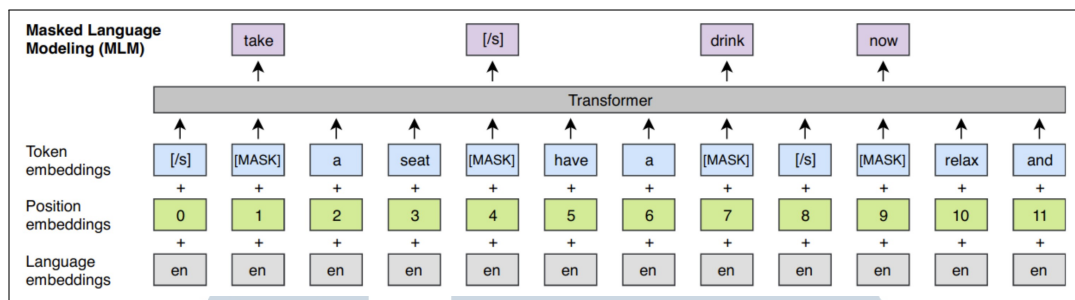 Masked Language
Modeling (MLM)
take [/s] drink now
Transformer
Token
embeddings
[/s] [MASK] a seat [MASK] have a [MASK] [/s] [MASK] relax and
+ + + + + + + + + + + +
Position
embeddings
0 1 2 3 4 5 6 7 8 9 10 11
+ + + + + + + + + + + +
Language
embeddings
en en en en en en en en en en en en